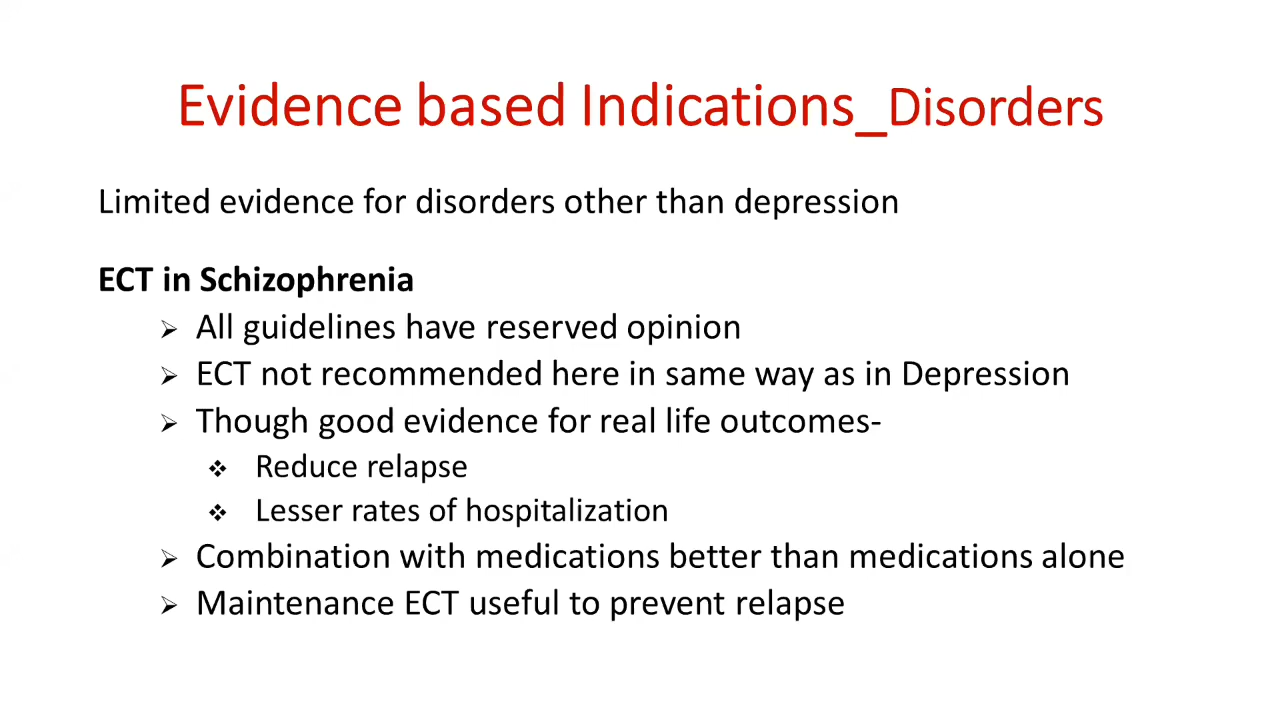 Evidence based Indications_Disorders
Limited evidence for disorders other than depression
ECT in Schizophrenia
➢ All guidelines have reserved opinion
➢ ECT not recommended here in same way as in Depression
➢ Though good evidence for real life outcomes-
❖ Reduce relapse
❖ Lesser rates of hospitalization
➢ Combination with medications better than medications alone
➢ Maintenance ECT useful to prevent relapse